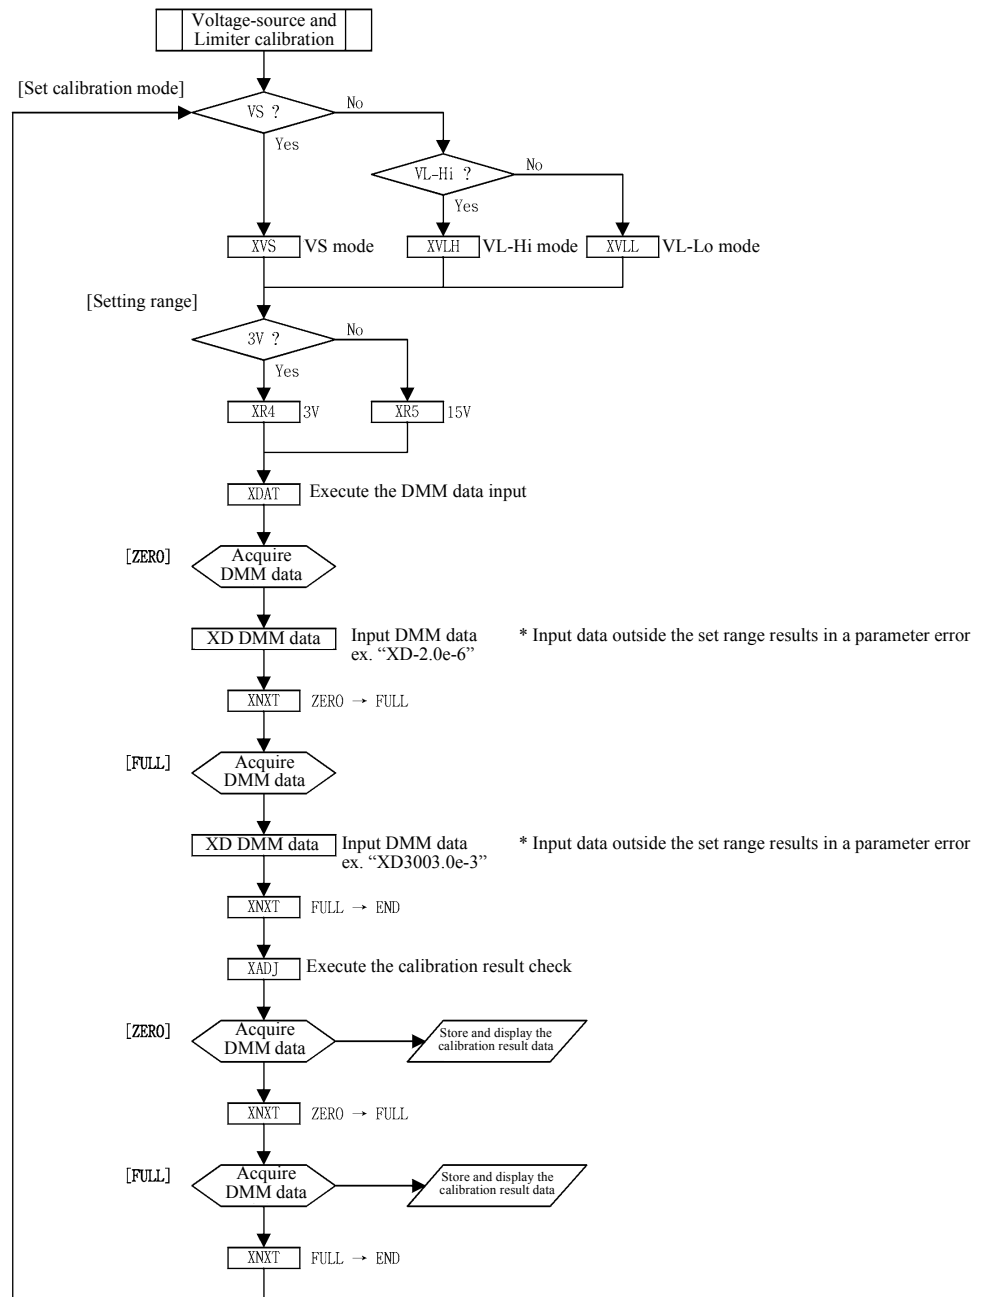 Voltage-source and
Limiter calibration
[Set calibration mode]
VS ?
No
Yes
VL-Hi ?
No
Yes
XVS
VS mode
XVLH
VL-Hi mode
XVLL
VL-Lo mode
[Setting range]
3V ?
No
Yes
XR4
3V
XR5
15V
XDAT
Execute the DMM data input
[ZERO]
Acquire
DMM data
XD DMM data
Input DMM data
ex. “XD-2.0e-6”
* Input data outside the set range results in a parameter error
XNXT
ZERO → FULL
[FULL]
Acquire
DMM data
XD DMM data
Input DMM data
ex. “XD3003.0e-3”
* Input data outside the set range results in a parameter error
XNXT
FULL → END
XADJ
Execute the calibration result check
[ZERO]
Acquire
DMM data
Store and display the
calibration result data
XNXT
ZERO → FULL
[FULL]
Acquire
DMM data
Store and display the
calibration result data
XNXT
FULL → END